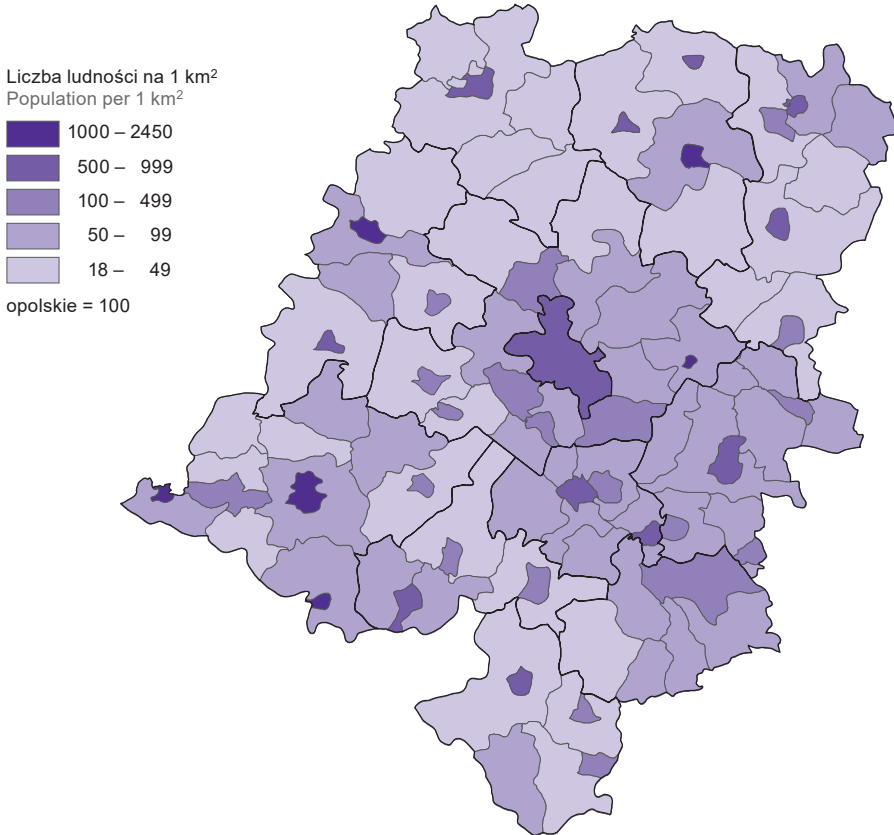 Liczba ludności na 1 km²
Population per 1 km²
1000 – 2450
500 – 999
100 – 499
50 – 99
18 – 49
opolskie = 100